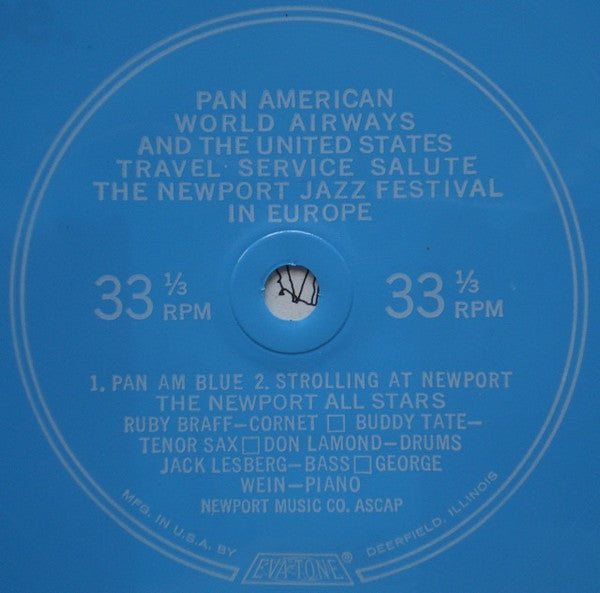 PAN AMERICAN
WORLD AIRWAYS
AND THE UNITED STATES
TRAVEL SERVICE SALUTE
THE NEWPORT JAZZ FESTIVAL
IN EUROPE
33 ⅓ RPM
33 ⅓ RPM
1. PAN AM BLUE 2. STROLLING AT NEWPORT
THE NEWPORT ALL STARS
RUBY BRAFF—CORNET □ BUDDY TATE—
TENOR SAX □ DON LAMOND—DRUMS
JACK LESBERG—BASS □ GEORGE
WEIN—PIANO
NEWPORT MUSIC CO. ASCAP
MFG. IN U.S.A. BY EVA-TONE® DEERFIELD, ILLINOIS